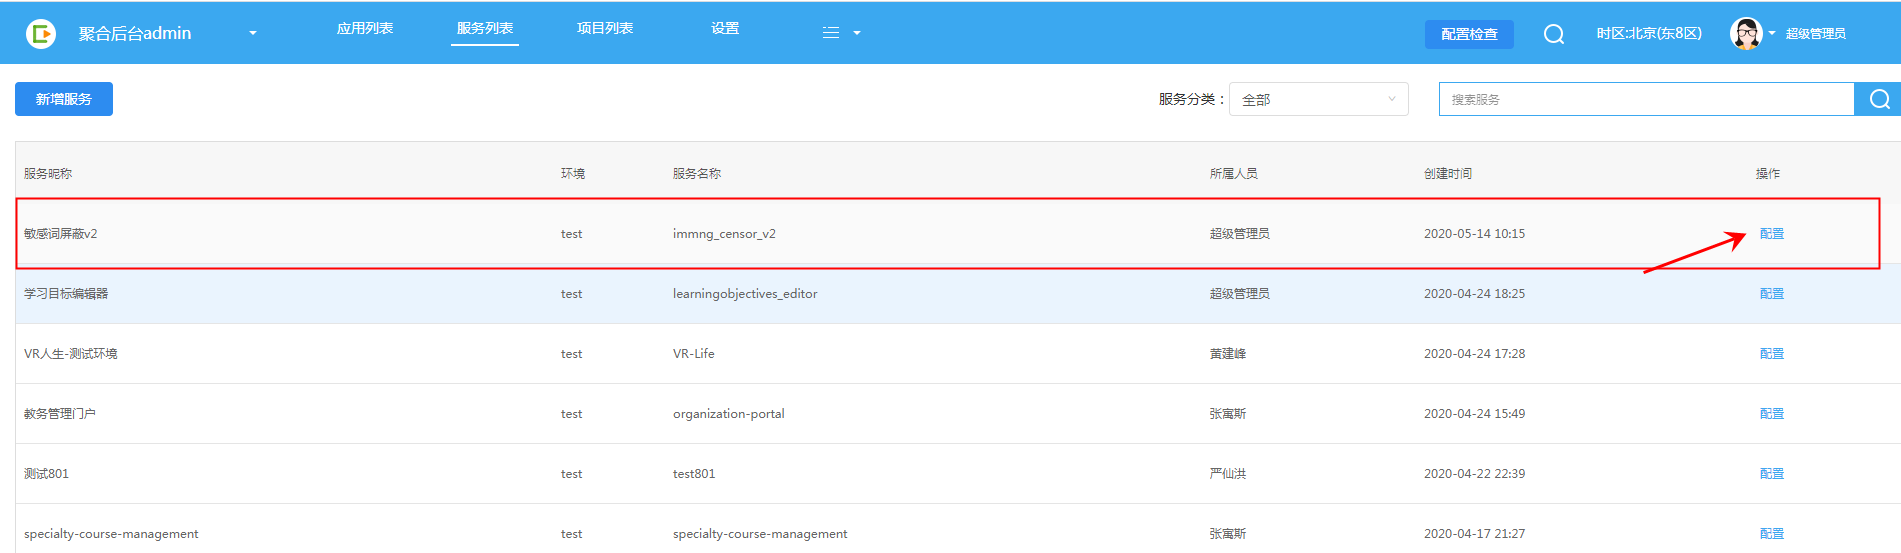 聚合后台admin 应用列表 服务列表 项目列表 设置 配置检查 时区:北京(东8区) 超级管理员
新增服务 服务分类： 全部 搜索服务
服务昵称 环境 服务名称 所属人员 创建时间 操作
敏感词屏蔽v2 test immng_censor_v2 超级管理员 2020-05-14 10:15 配置
学习目标编辑器 test learningobjectives_editor 超级管理员 2020-04-24 18:25 配置
VR人生-测试环境 test VR-Life 黄建峰 2020-04-24 17:28 配置
教务管理门户 test organization-portal 张寓斯 2020-04-24 15:49 配置
测试801 test test801 严仙洪 2020-04-22 22:39 配置
specialty-course-management test specialty-course-management 张寓斯 2020-04-17 21:27 配置